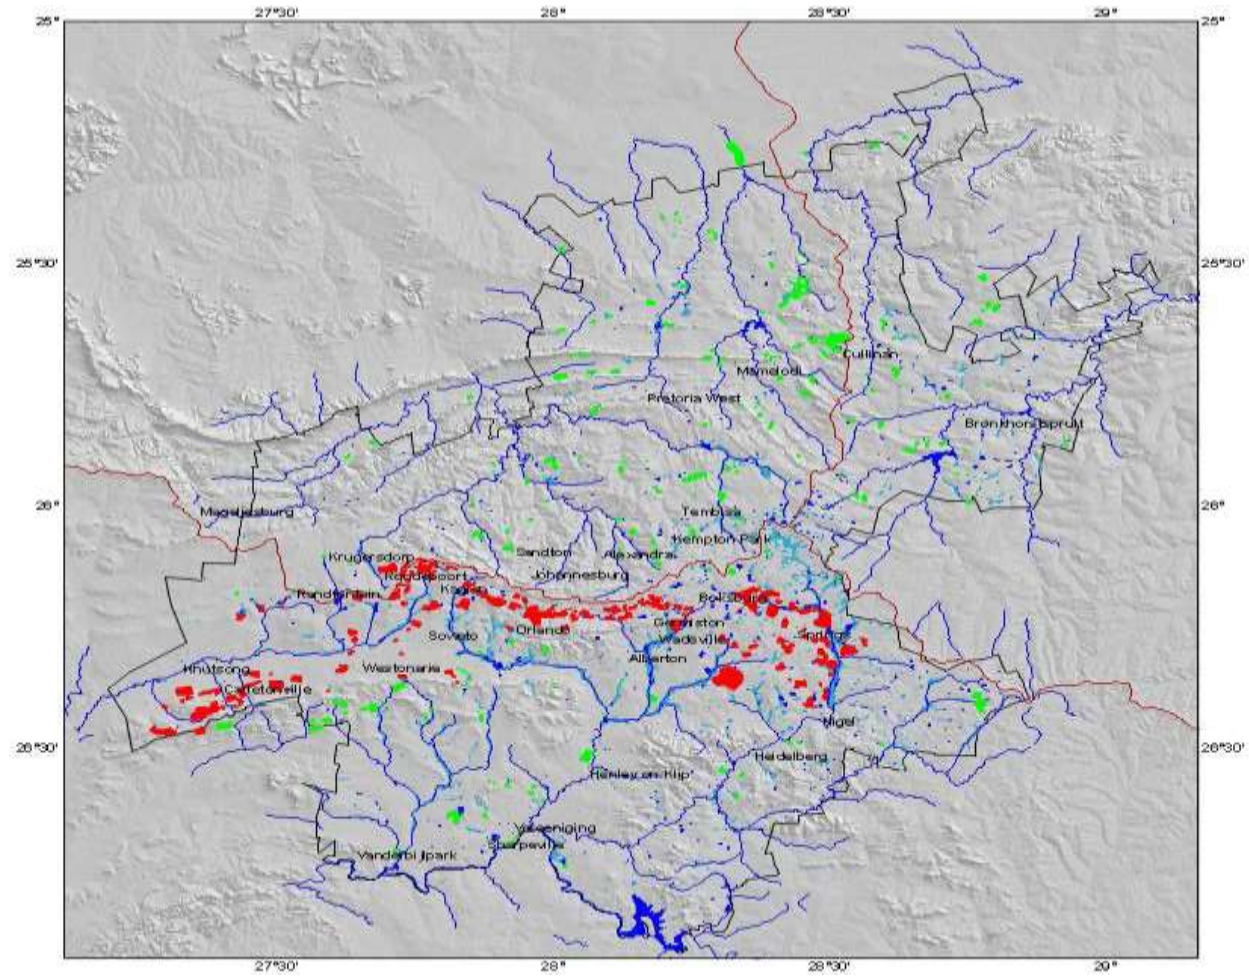 27°30' 28° 28°30' 29°
25° 25°
25°30' 25°30'
Cullinan
Mamelodi
Pretoria West
Bronkhorstspruit
26° 26°
Magaliesburg
Tembisa
Kempton Park
Krugersdorp Sandton Alexandra
Roodepoort Johannesburg
Randfontein Kagiso Boksburg
Germiston
Soweto Orlando Wadeville Springs
Alberton
Khutsong Westonaria
Carletonville
Nigel
26°30' 26°30'
Heidelberg
Henley on Klip
Vereeniging
Sharpeville
Vanderbijlpark
27°30' 28° 28°30'